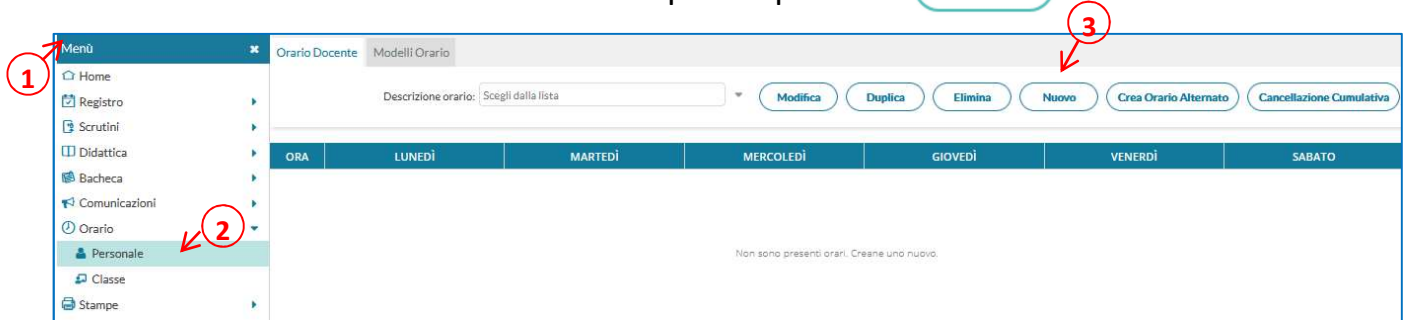 3
Menù ✖ Orario Docente Modelli Orario
1
Home
Registro
Descrizione orario: Scegli dalla lista Modifica Duplica Elimina Nuovo Crea Orario Alternato Cancellazione Cumulativa
Scrutini
Didattica
ORA LUNEDÌ MARTEDÌ MERCOLEDÌ GIOVEDÌ VENERDÌ SABATO
Bacheca
Comunicazioni
Orario
2
Personale
Non sono presenti orari. Creane uno nuovo.
Classe
Stampe